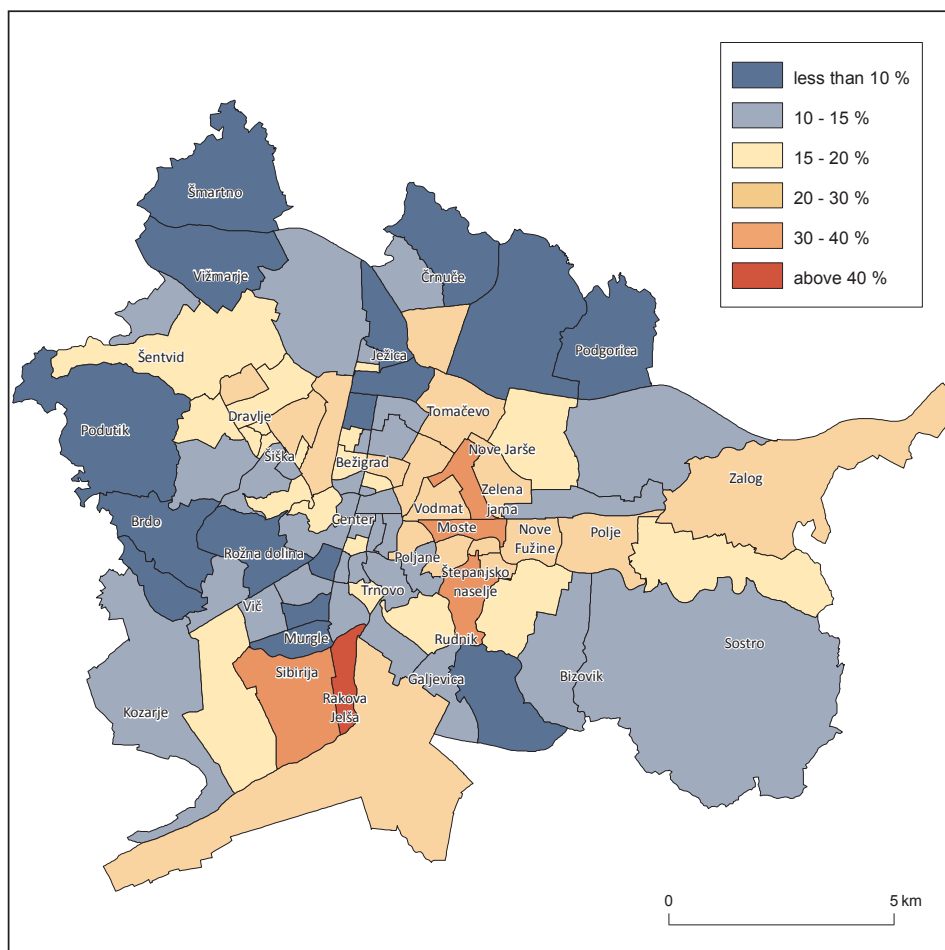 less than 10 %
10 - 15 %
15 - 20 %
20 - 30 %
30 - 40 %
above 40 %
Šmartno
Vižmarje
Črnuče
Podgorica
Ježica
Šentvid
Dravlje
Tomačevo
Podutik
Šiška
Bežigrad
Nove Jarše
Zalog
Zelena
jama
Vodmat
Center
Brdo
Moste
Nove
Fužine
Polje
Rožna dolina
Poljane
Štepanjsko
naselje
Trnovo
Vič
Murgle
Rudnik
Sostro
Sibirija
Galjevica
Bizovik
Rakova
Jelša
Kozarje
0 5 km